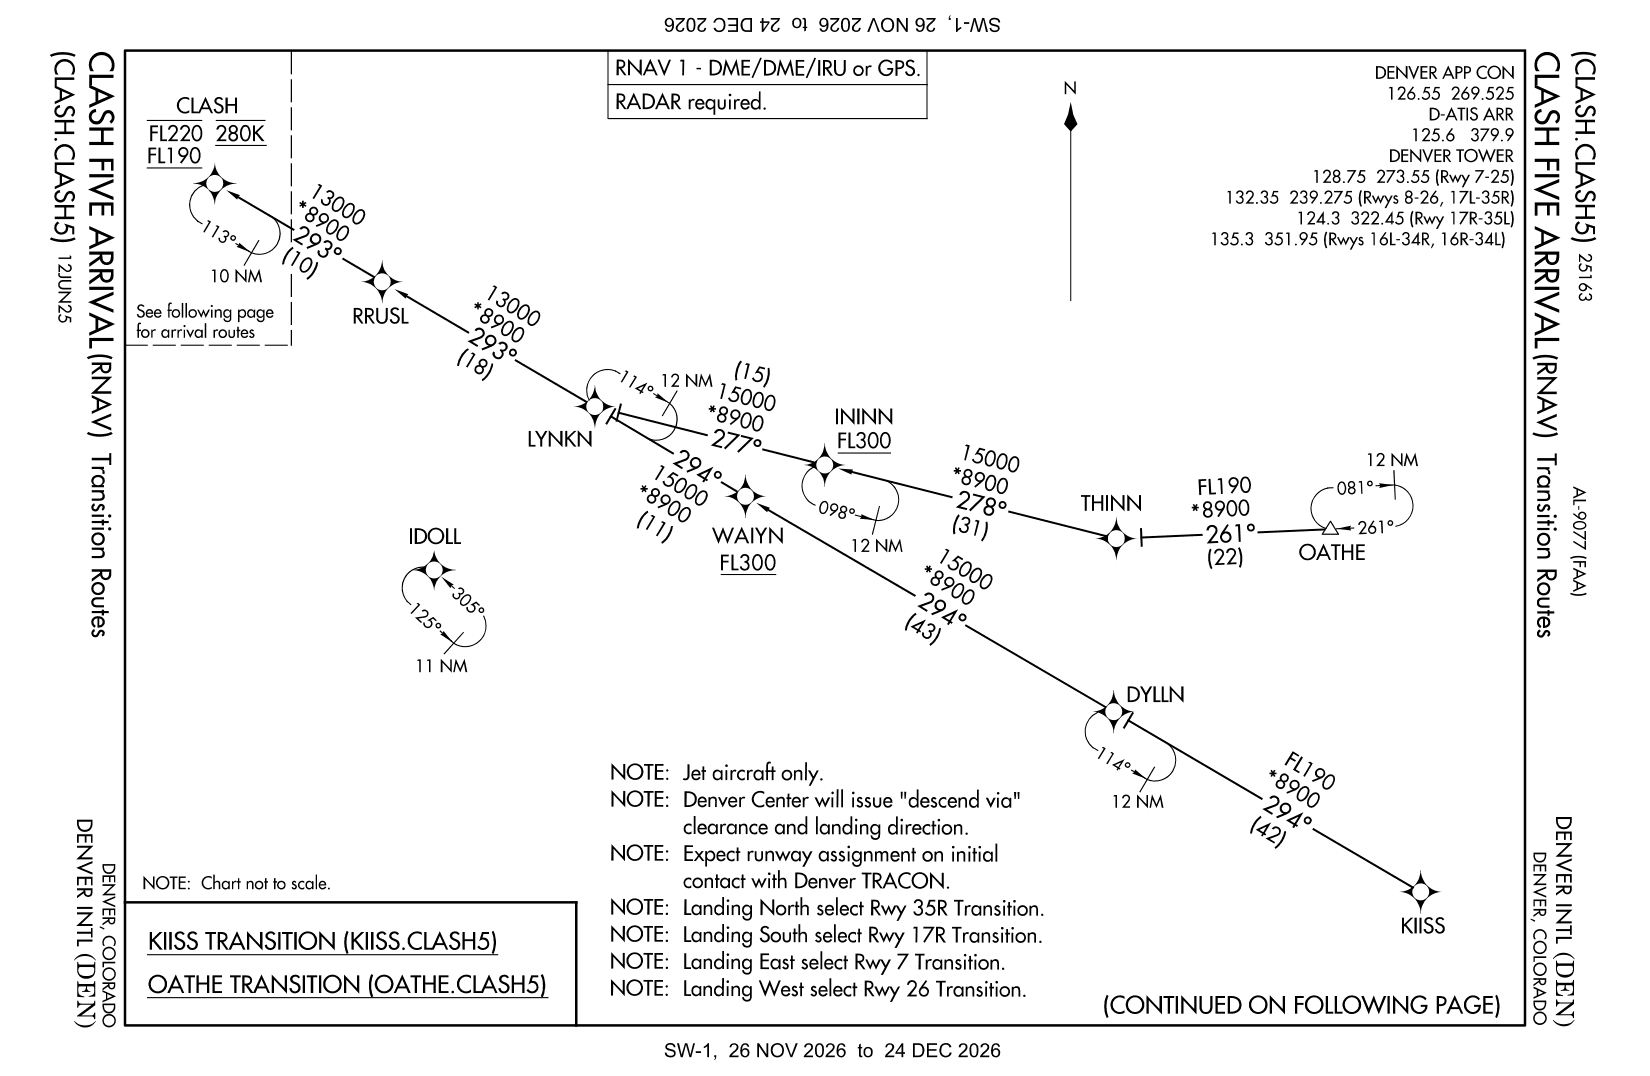 SW-1, 26 NOV 2026 to 24 DEC 2026
(CLASH.CLASH5) 12JUN25
CLASH FIVE ARRIVAL (RNAV) Transition Routes
DENVER, COLORADO
DENVER INTL (DEN)
(CLASH.CLASH5) 25163
CLASH FIVE ARRIVAL (RNAV) Transition Routes
AL-9077 (FAA)
DENVER INTL (DEN)
DENVER, COLORADO
RNAV 1 - DME/DME/IRU or GPS.
RADAR required.
N
DENVER APP CON
126.55 269.525
D-ATIS ARR
125.6 379.9
DENVER TOWER
128.75 273.55 (Rwy 7-25)
132.35 239.275 (Rwys 8-26, 17L-35R)
124.3 322.45 (Rwy 17R-35L)
135.3 351.95 (Rwys 16L-34R, 16R-34L)
CLASH
FL220 280K
FL190
113°
10 NM
See following page
for arrival routes
13000
*8900
293°
(10)
RRUSL
13000
*8900
293°
(18)
LYNKN
114°
12 NM
(15)
15000
*8900
277°
294°
15000
*8900
(11)
ININN
FL300
098°
12 NM
15000
*8900
278°
(31)
THINN
FL190
*8900
261°
(22)
OATHE
12 NM
081°
261°
WAIYN
FL300
IDOLL
305°
125°
11 NM
15000
*8900
294°
(43)
DYLLN
114°
12 NM
FL190
*8900
294°
(42)
KIISS
NOTE: Jet aircraft only.
NOTE: Denver Center will issue "descend via"
clearance and landing direction.
NOTE: Expect runway assignment on initial
contact with Denver TRACON.
NOTE: Landing North select Rwy 35R Transition.
NOTE: Landing South select Rwy 17R Transition.
NOTE: Landing East select Rwy 7 Transition.
NOTE: Landing West select Rwy 26 Transition.
NOTE: Chart not to scale.
KIISS TRANSITION (KIISS.CLASH5)
OATHE TRANSITION (OATHE.CLASH5)
(CONTINUED ON FOLLOWING PAGE)
SW-1, 26 NOV 2026 to 24 DEC 2026